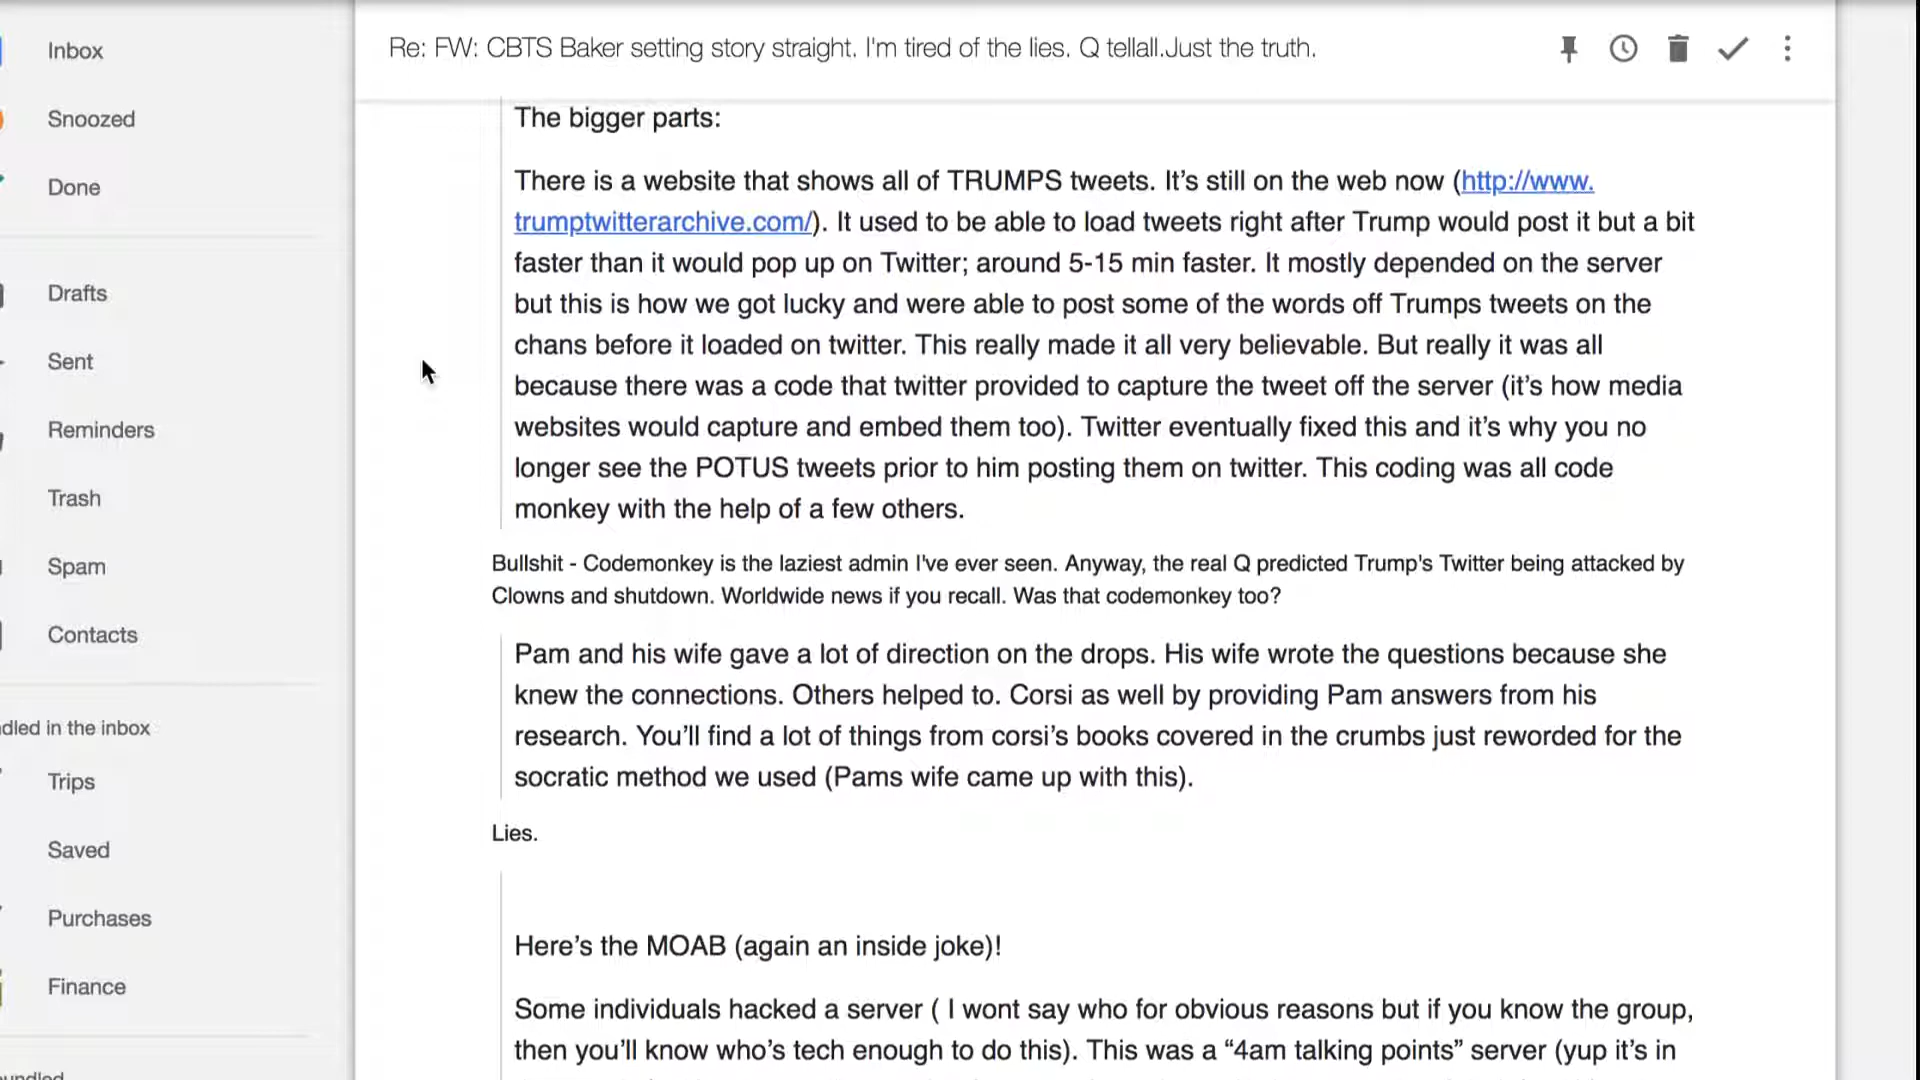 Inbox
Snoozed
Done
Drafts
Sent
Reminders
Trash
Spam
Contacts
dled in the inbox
Trips
Saved
Purchases
Finance
Re: FW: CBTS Baker setting story straight. I'm tired of the lies. Q tellall.Just the truth.
The bigger parts:
There is a website that shows all of TRUMPS tweets. It’s still on the web now (http://www.
trumptwitterarchive.com/). It used to be able to load tweets right after Trump would post it but a bit
faster than it would pop up on Twitter; around 5-15 min faster. It mostly depended on the server
but this is how we got lucky and were able to post some of the words off Trumps tweets on the
chans before it loaded on twitter. This really made it all very believable. But really it was all
because there was a code that twitter provided to capture the tweet off the server (it’s how media
websites would capture and embed them too). Twitter eventually fixed this and it’s why you no
longer see the POTUS tweets prior to him posting them on twitter. This coding was all code
monkey with the help of a few others.
Bullshit - Codemonkey is the laziest admin I've ever seen. Anyway, the real Q predicted Trump's Twitter being attacked by
Clowns and shutdown. Worldwide news if you recall. Was that codemonkey too?
Pam and his wife gave a lot of direction on the drops. His wife wrote the questions because she
knew the connections. Others helped to. Corsi as well by providing Pam answers from his
research. You’ll find a lot of things from corsi’s books covered in the crumbs just reworded for the
socratic method we used (Pams wife came up with this).
Lies.
Here’s the MOAB (again an inside joke)!
Some individuals hacked a server ( I wont say who for obvious reasons but if you know the group,
then you’ll know who’s tech enough to do this). This was a “4am talking points” server (yup it’s in